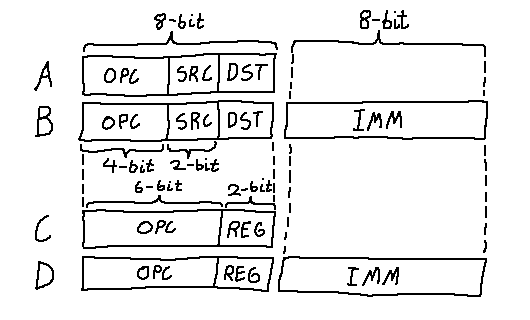 8-bit 8-bit
A OPC SRC DST
B OPC SRC DST IMM
4-bit 2-bit
6-bit 2-bit
C OPC REG
D OPC REG IMM